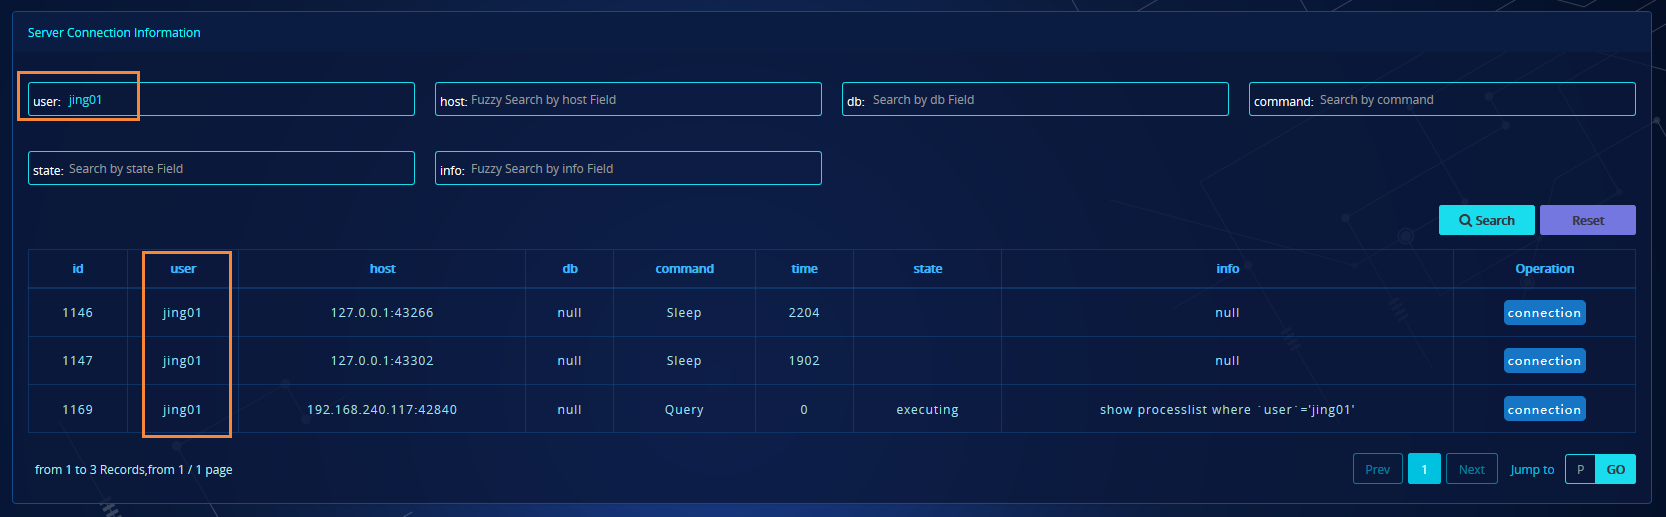 Server Connection Information
user: jing01 host: Fuzzy Search by host Field db: Search by db Field command: Search by command
state: Search by state Field info: Fuzzy Search by info Field
Search Reset
id user host db command time state info Operation
1146 jing01 127.0.0.1:43266 null Sleep 2204 null connection
1147 jing01 127.0.0.1:43302 null Sleep 1902 null connection
1169 jing01 192.168.240.117:42840 null Query 0 executing show processlist where `user`='jing01' connection
from 1 to 3 Records,from 1 / 1 page Prev 1 Next Jump to P GO